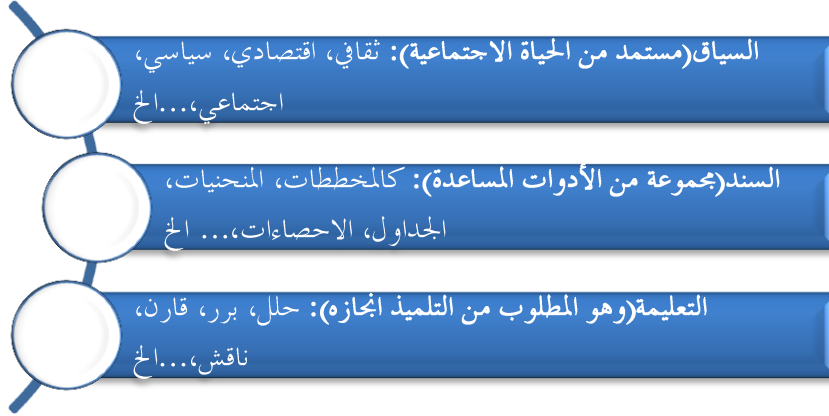 السياق(مستمد من الحياة الاجتماعية): ثقافي، اقتصادي، سياسي،
اجتماعي،...الخ
السند(مجموعة من الأدوات المساعدة): كالمخططات، المنحنيات،
الجداول، الاحصاءات،... الخ
التعليمة(وهو المطلوب من التلميذ انجازه): حلل، برر، قارن،
ناقش،...الخ